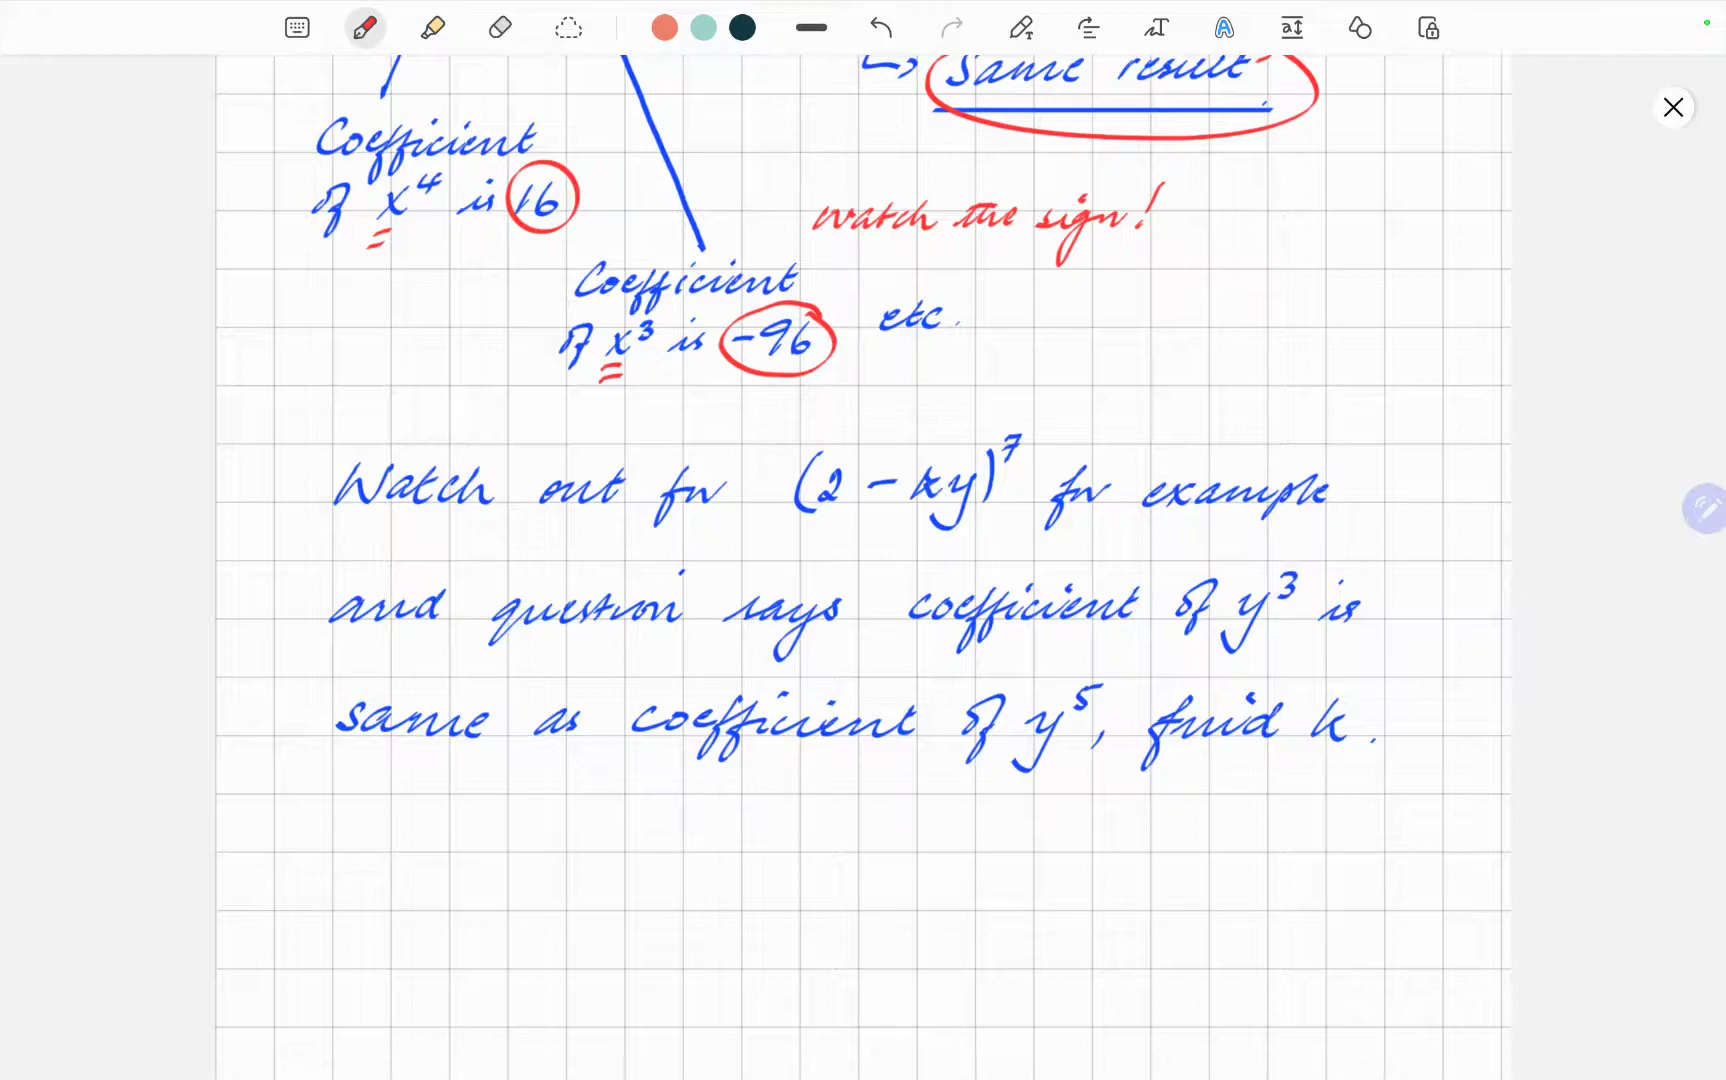 ↳ Same result
Coefficient
of x⁴ is 16
watch the sign!
Coefficient
of x³ is -96 etc.
Watch out for (2 - ky)⁷ for example
and question says coefficient of y³ is
same as coefficient of y⁵, find k.